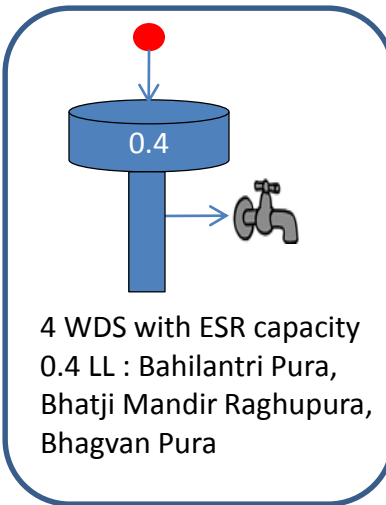 0.4
4 WDS with ESR capacity
0.4 LL : Bahilantri Pura,
Bhatji Mandir Raghupura,
Bhagvan Pura